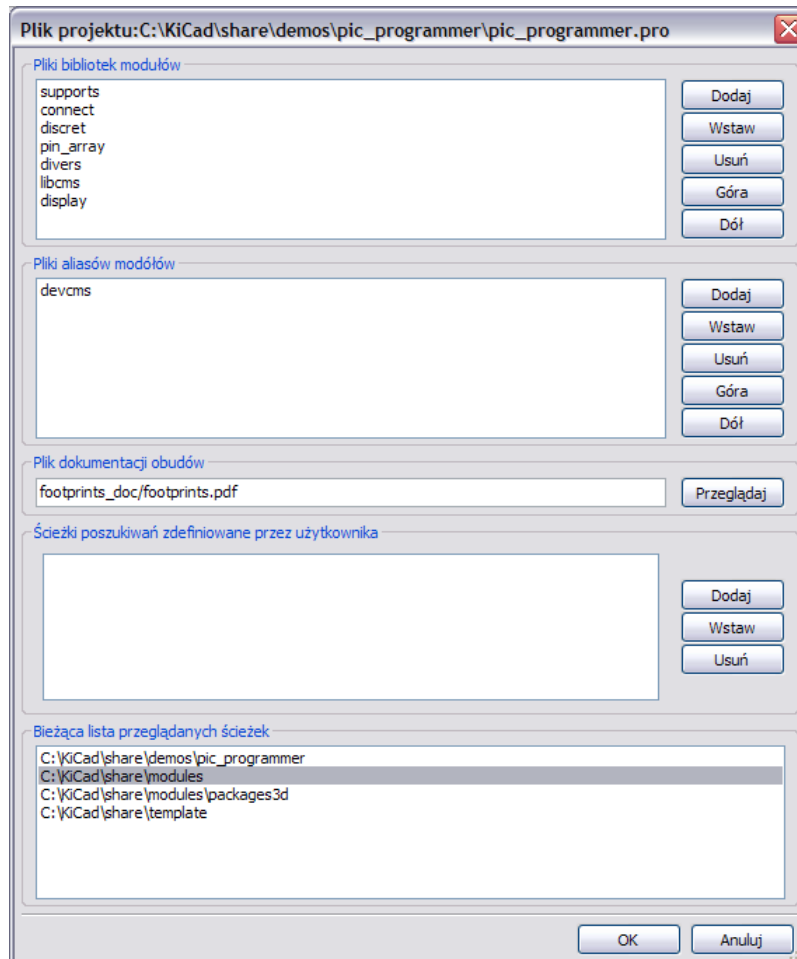 Plik projektu:C:\KiCad\share\demos\pic_programmer\pic_programmer.pro
Pliki bibliotek modułów
supports
connect
discret
pin_array
divers
libcms
display
Dodaj
Wstaw
Usuń
Góra
Dół
Pliki aliasów modółów
devcms
Dodaj
Wstaw
Usuń
Góra
Dół
Plik dokumentacji obudów
footprints_doc/footprints.pdf
Przeglądaj
Ścieżki poszukiwań zdefiniowane przez użytkownika
Dodaj
Wstaw
Usuń
Bieżąca lista przeglądanych ścieżek
C:\KiCad\share\demos\pic_programmer
C:\KiCad\share\modules
C:\KiCad\share\modules\packages3d
C:\KiCad\share\template
OK
Anuluj